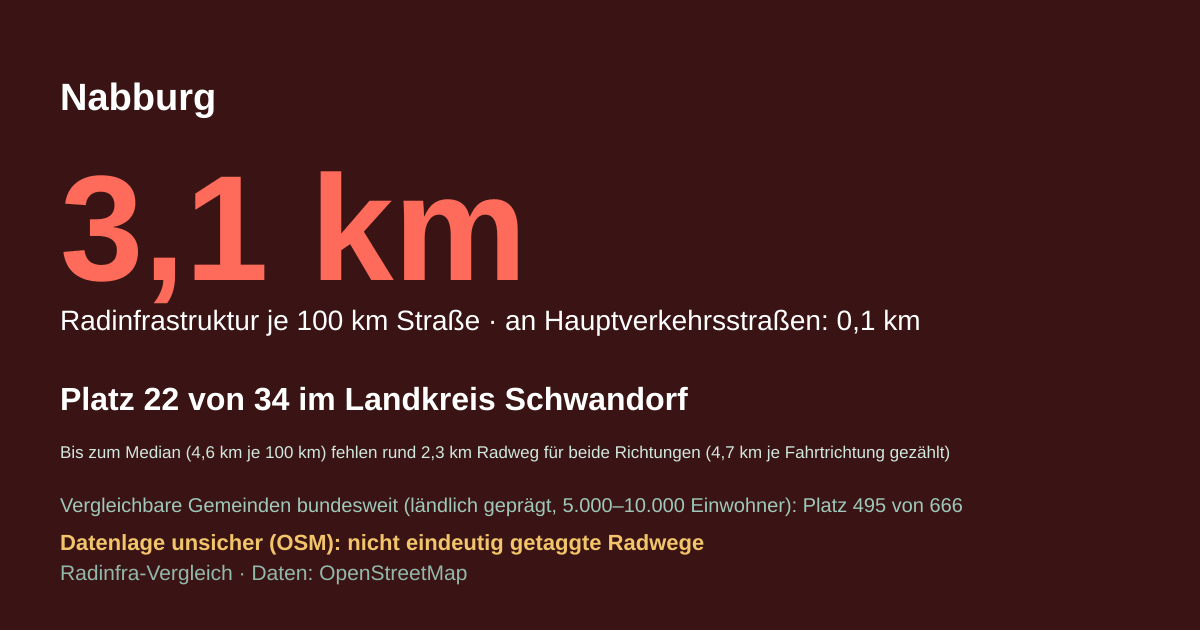 Nabburg
3,1 km
Radinfrastruktur je 100 km Straße · an Hauptverkehrsstraßen: 0,1 km
Platz 22 von 34 im Landkreis Schwandorf
Bis zum Median (4,6 km je 100 km) fehlen rund 2,3 km Radweg für beide Richtungen (4,7 km je Fahrtrichtung gezählt)
Vergleichbare Gemeinden bundesweit (ländlich geprägt, 5.000–10.000 Einwohner): Platz 495 von 666
Datenlage unsicher (OSM): nicht eindeutig getaggte Radwege
Radinfra-Vergleich · Daten: OpenStreetMap